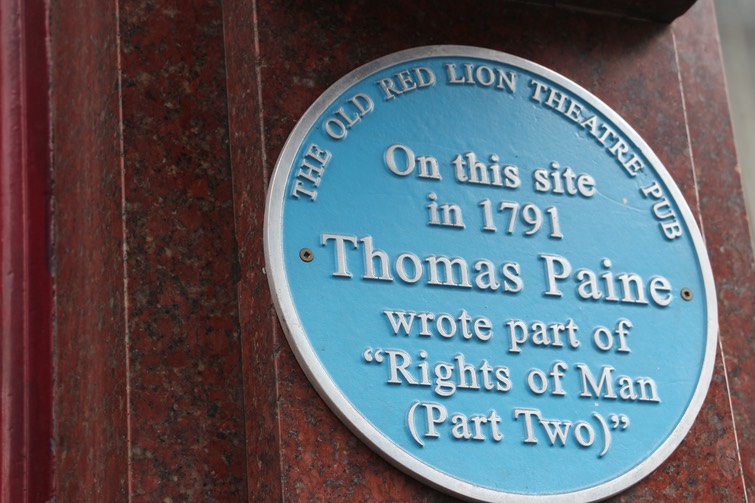 THE OLD RED LION THEATRE PUB
On this site
in 1791
Thomas Paine
wrote part of
“Rights of Man
(Part Two)”